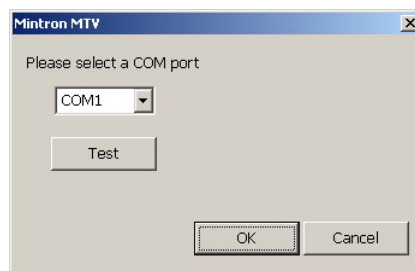 Mintron MTV
Please select a COM port
COM1
Test
OK
Cancel